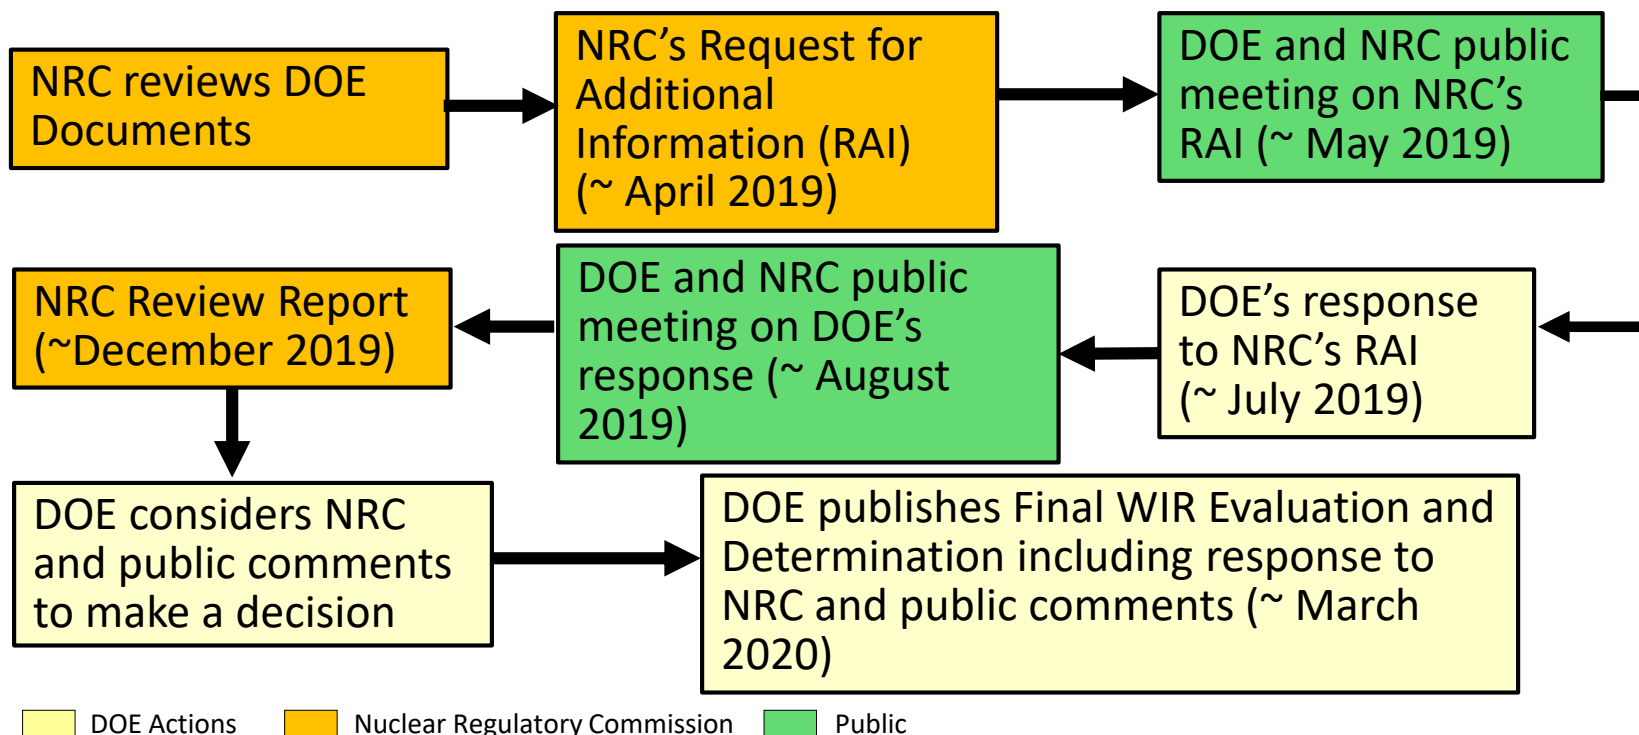 NRC reviews DOE
Documents
NRC’s Request for
Additional
Information (RAI)
(~ April 2019)
DOE and NRC public
meeting on NRC’s
RAI (~ May 2019)
DOE’s response
to NRC’s RAI
(~ July 2019)
DOE and NRC public
meeting on DOE’s
response (~ August
2019)
NRC Review Report
(~December 2019)
DOE considers NRC
and public comments
to make a decision
DOE publishes Final WIR Evaluation and
Determination including response to
NRC and public comments (~ March
2020)
DOE Actions
Nuclear Regulatory Commission
Public